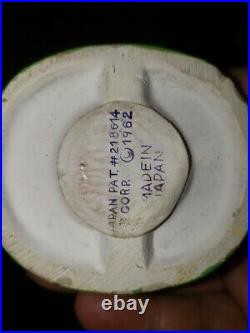 JAPAN PAT. #218614
CORP. ©1962
MADE IN
JAPAN